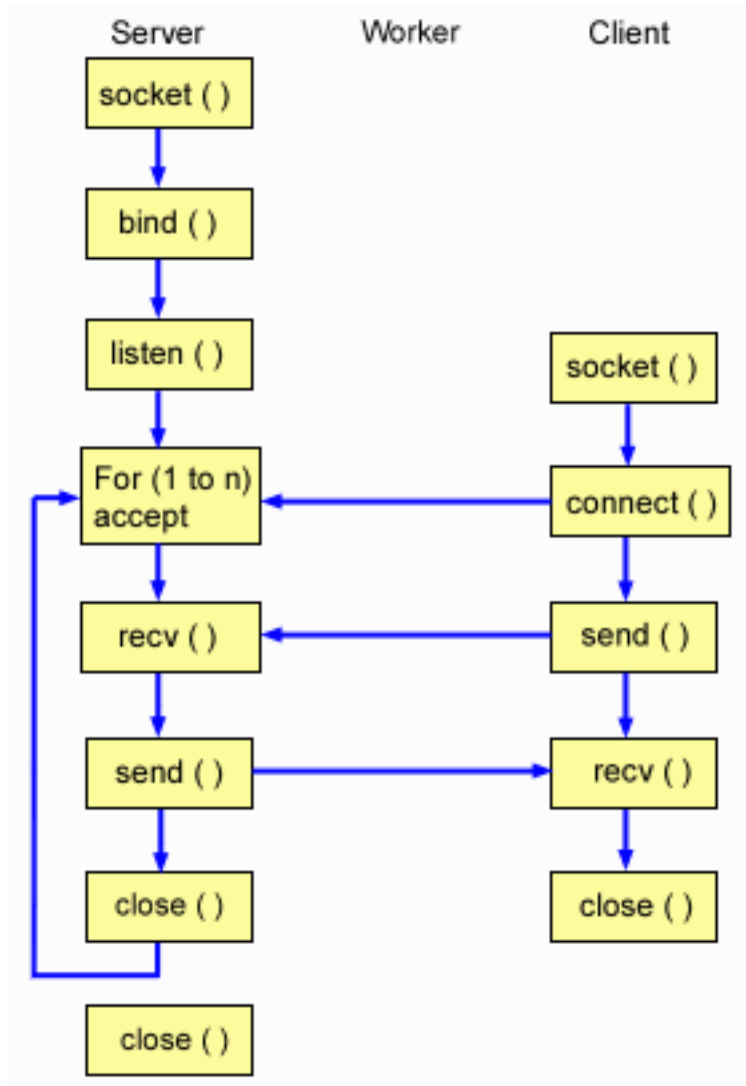 Server
Worker
Client
socket ( )
bind ( )
listen ( )
socket ( )
For (1 to n)
accept
connect ( )
recv ( )
send ( )
send ( )
recv ( )
close ( )
close ( )
close ( )